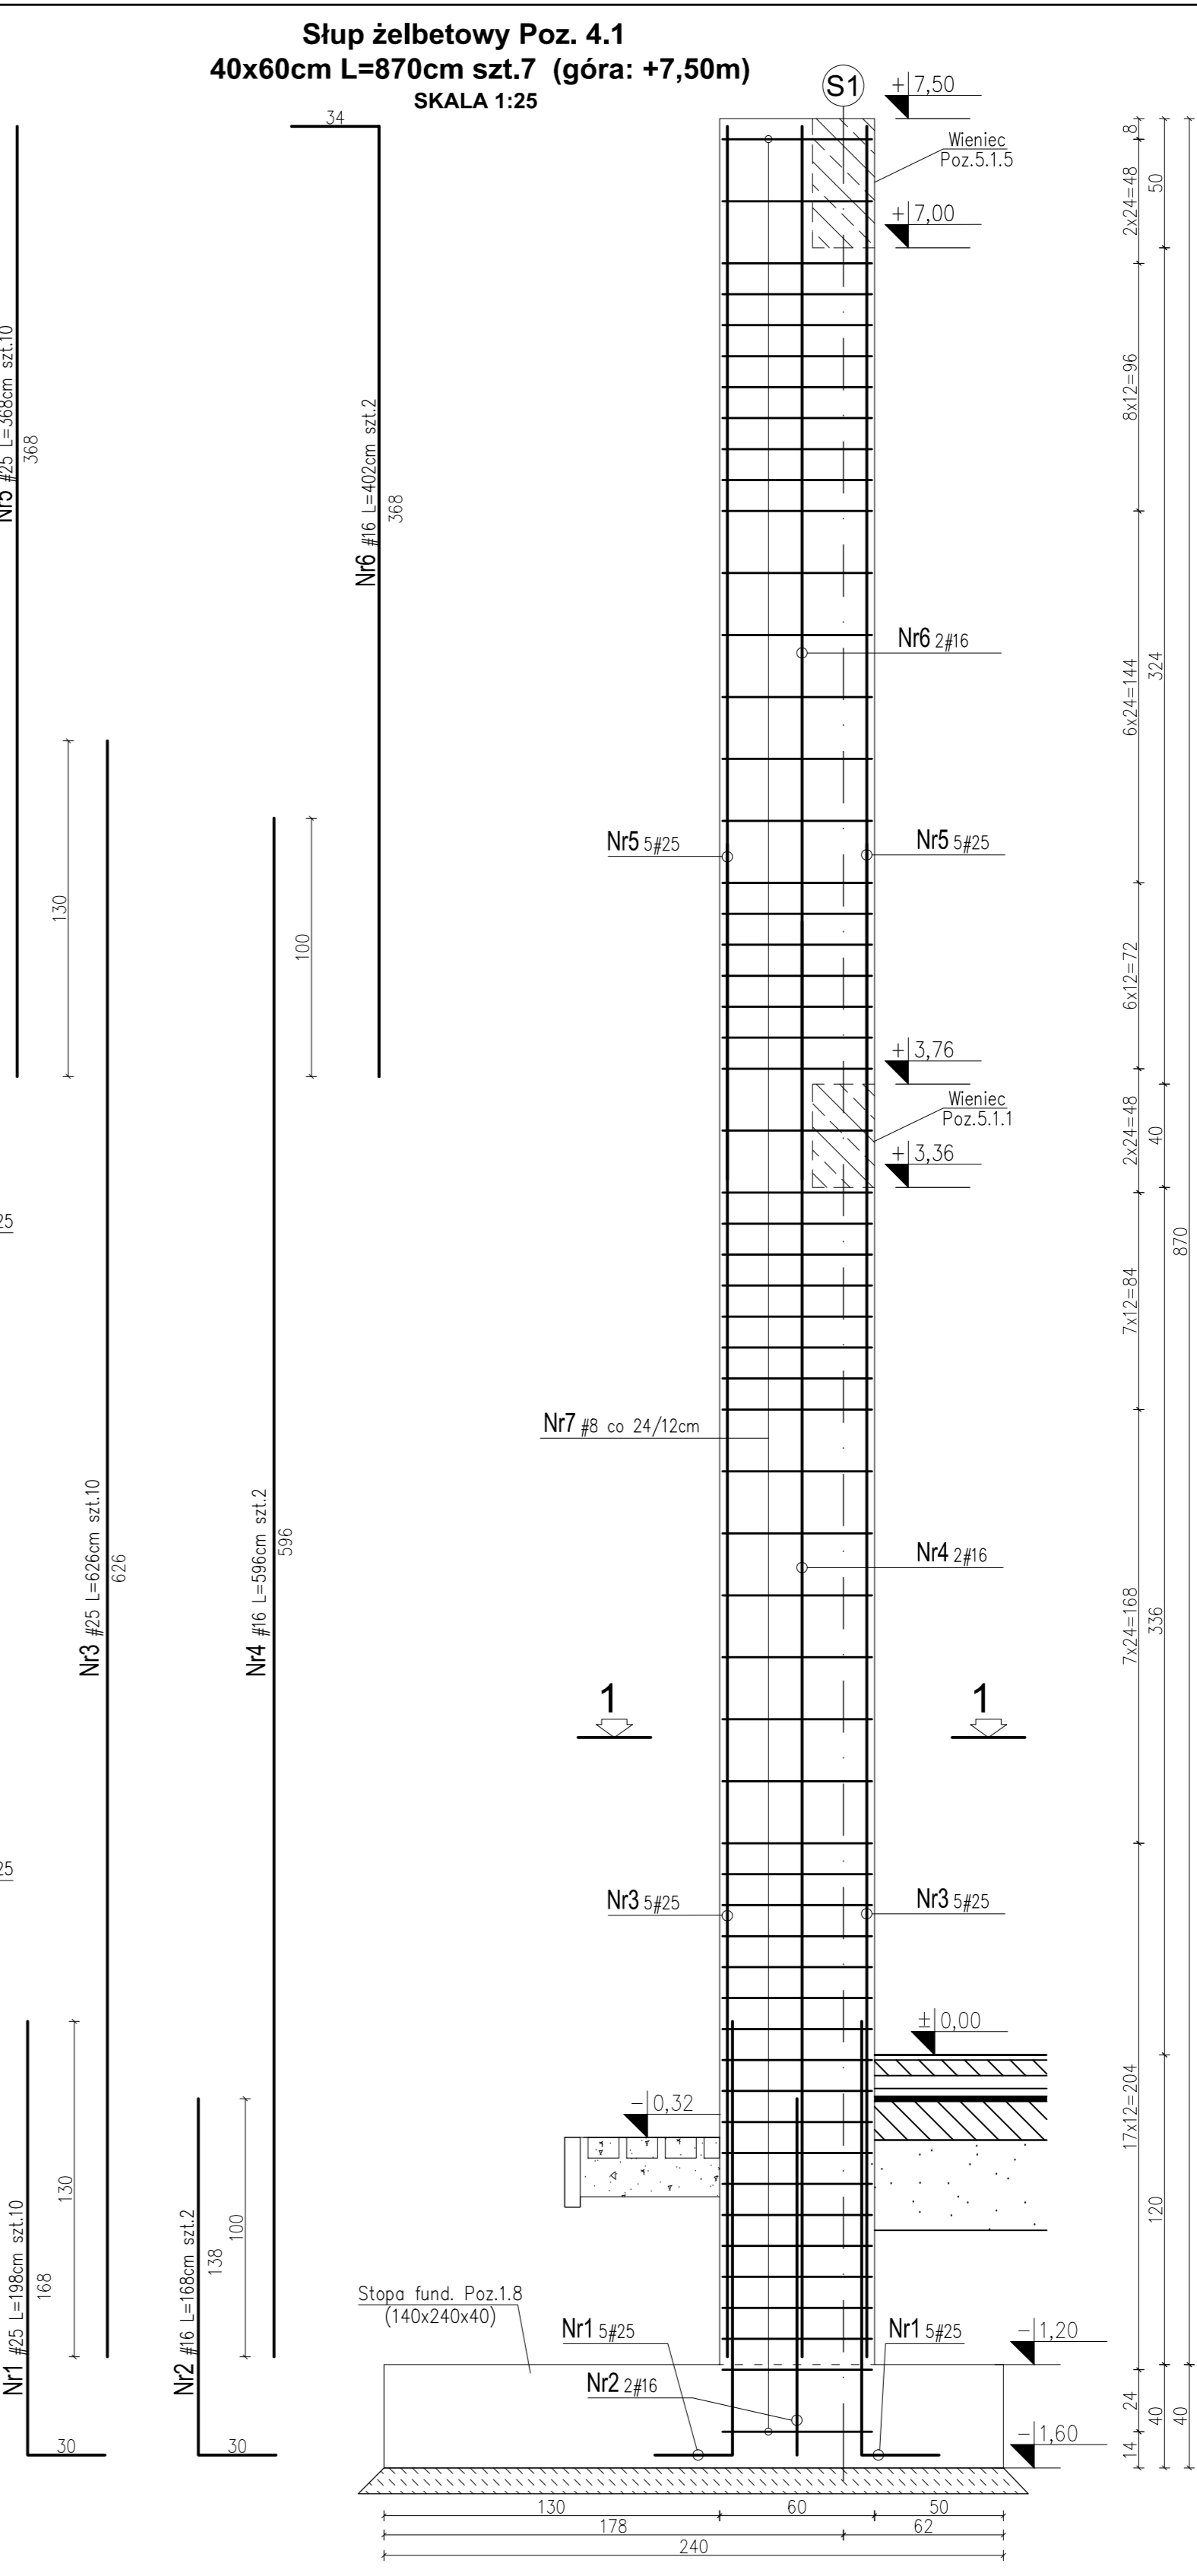 Słup żelbetowy Poz. 4.1
40x60cm L=870cm szt.7 (góra: +7,50m)
SKALA 1:25
S1
+7,50
Wieniec
Poz.5.1.5
+7,00
34
Nr5 #25 L=368cm szt.10
368
Nr6 #16 L=402cm szt.2
368
Nr6 2#16
Nr5 5#25
Nr5 5#25
130
100
+3,76
Wieniec
Poz.5.1.1
+3,36
25
Nr7 #8 co 24/12cm
Nr3 #25 L=626cm szt.10
626
Nr4 #16 L=596cm szt.2
596
Nr4 2#16
1
1
25
Nr3 5#25
Nr3 5#25
±0,00
-0,32
130
100
Nr1 #25 L=198cm szt.10
168
30
Nr2 #16 L=168cm szt.2
138
30
Stopa fund. Poz.1.8
(140x240x40)
Nr1 5#25
Nr1 5#25
Nr2 2#16
-1,20
-1,60
130
60
50
178
62
240
8
2x24=48
8x12=96
6x24=144
6x12=72
2x24=48
7x12=84
7x24=168
17x12=204
24
14
50
324
40
336
120
40
870
40